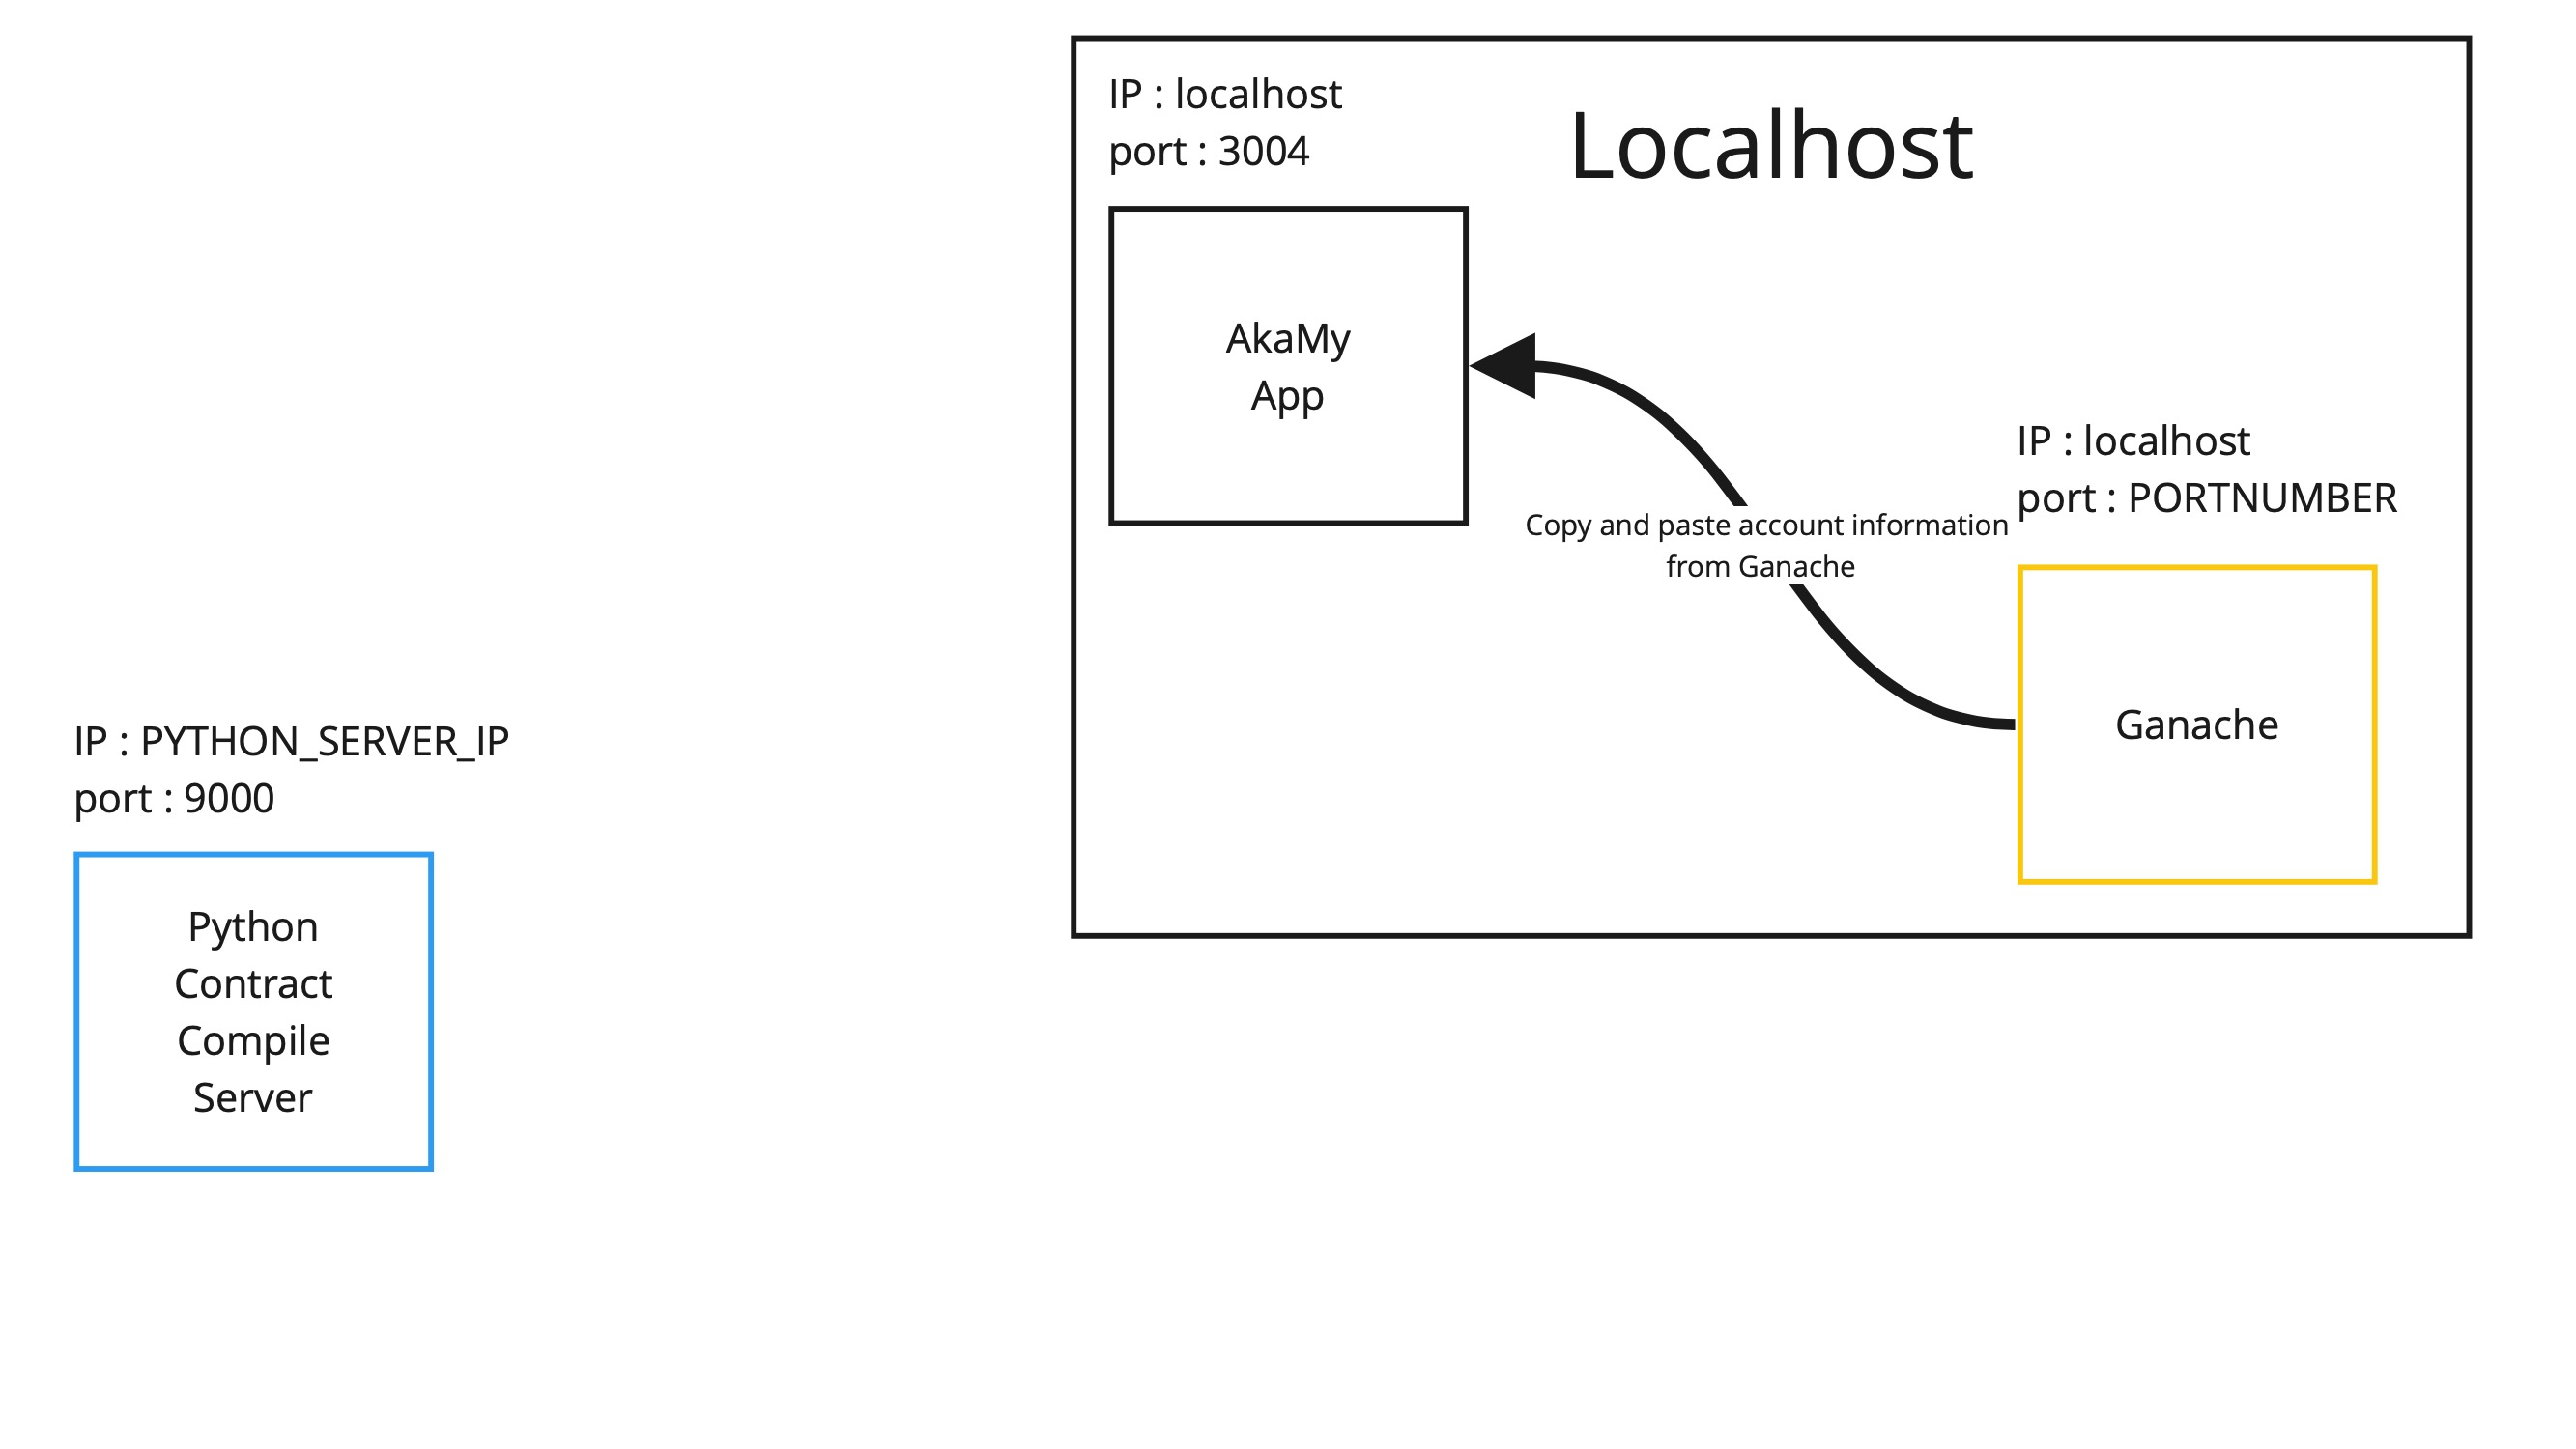 IP : localhost
port : 3004
Localhost
AkaMy
App
IP : localhost
port : PORTNUMBER
Copy and paste account information
from Ganache
Ganache
IP : PYTHON_SERVER_IP
port : 9000
Python
Contract
Compile
Server